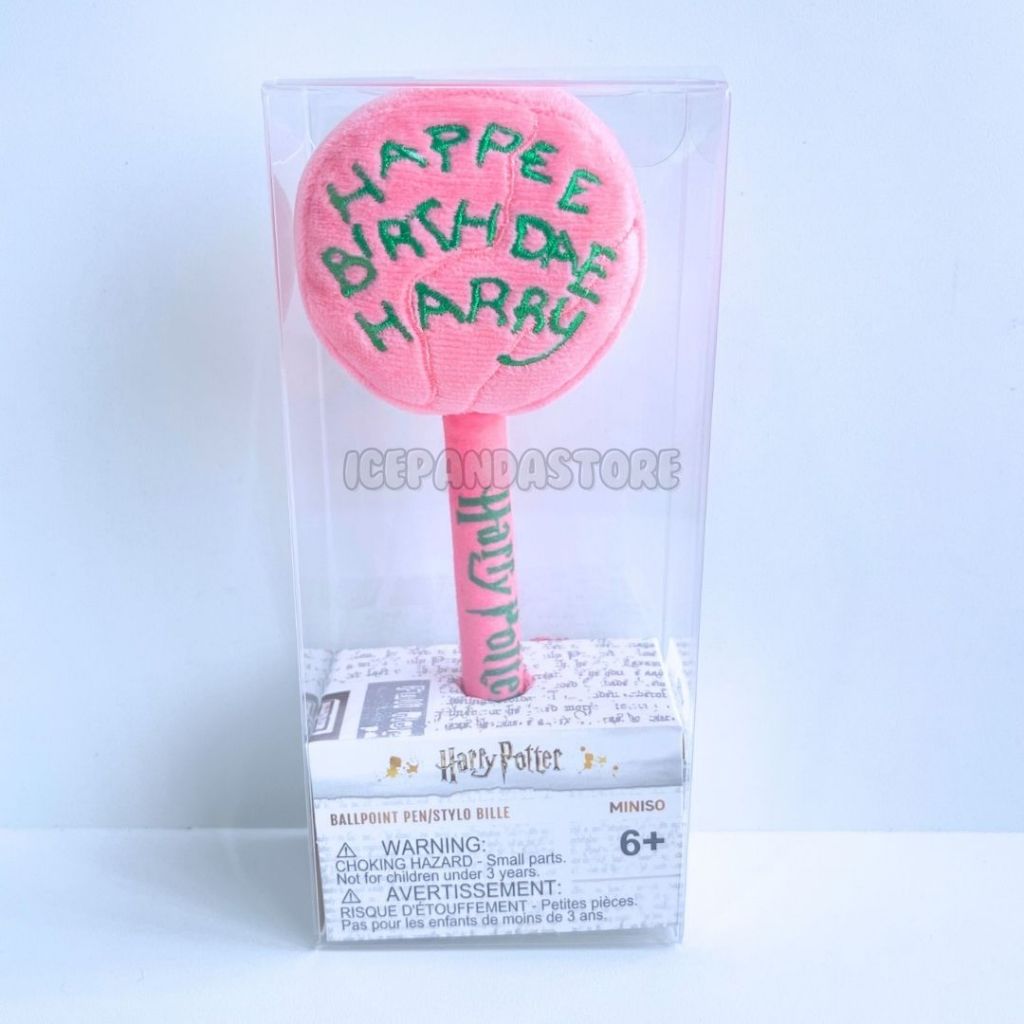 HAPPEE
BIRTHDAE
HARRY
ICEPANDASTORE
Harry Potte
Harry Potter
BALLPOINT PEN/STYLO BILLE
MINISO
6+
WARNING:
CHOKING HAZARD - Small parts.
Not for children under 3 years.
AVERTISSEMENT:
RISQUE D'ÉTOUFFEMENT - Petites pièces.
Pas pour les enfants de moins de 3 ans.